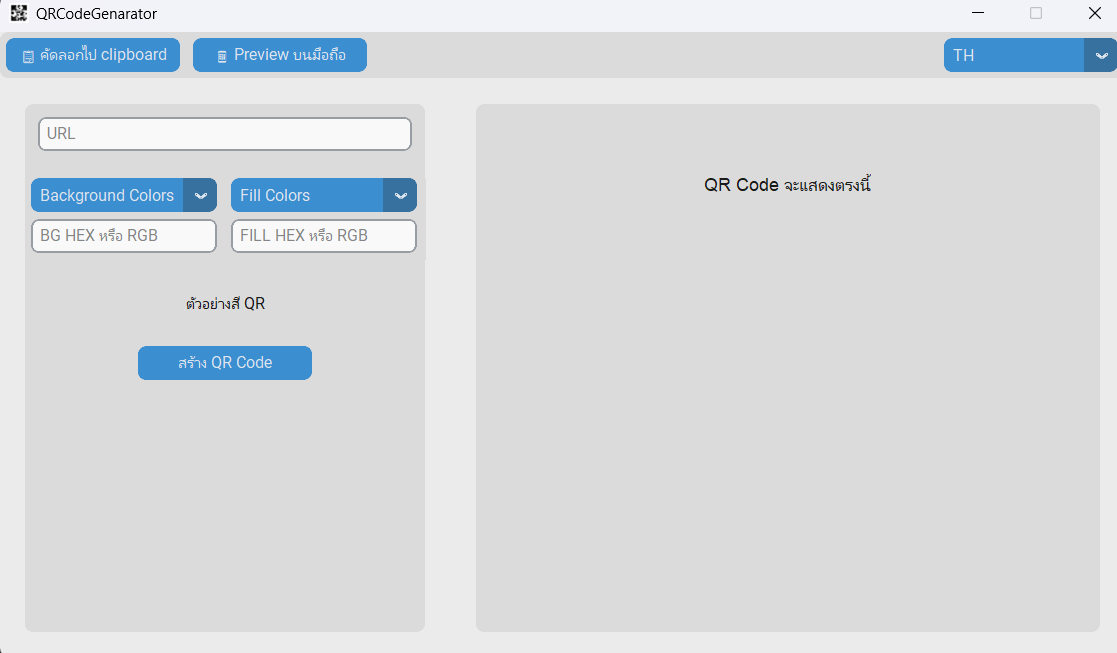 QRCodeGenarator
คัดลอกไป clipboard
Preview บนมือถือ
TH
URL
Background Colors
Fill Colors
BG HEX หรือ RGB
FILL HEX หรือ RGB
ตัวอย่างสี QR
สร้าง QR Code
QR Code จะแสดงตรงนี้